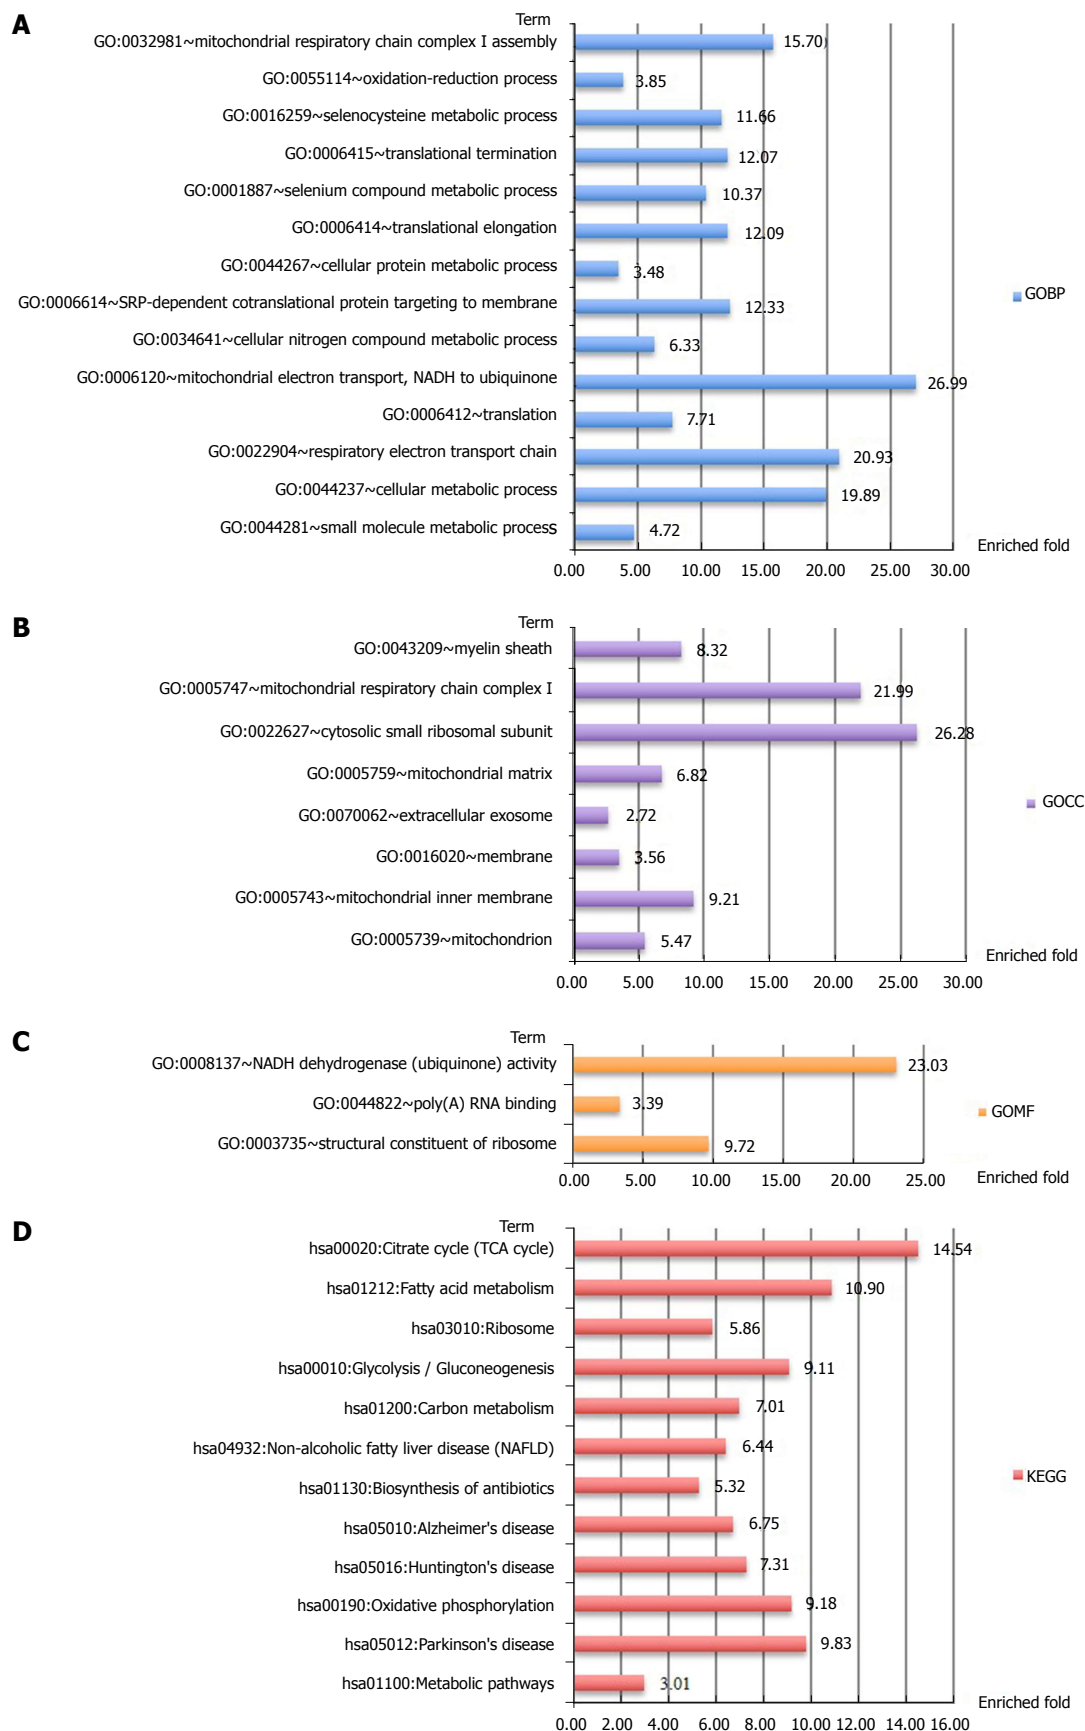 A
Term
GO:0032981~mitochondrial respiratory chain complex I assembly 15.70
GO:0055114~oxidation-reduction process 3.85
GO:0016259~selenocysteine metabolic process 11.66
GO:0006415~translational termination 12.07
GO:0001887~selenium compound metabolic process 10.37
GO:0006414~translational elongation 12.09
GO:0044267~cellular protein metabolic process 3.48
GO:0006614~SRP-dependent cotranslational protein targeting to membrane 12.33
GOBP
GO:0034641~cellular nitrogen compound metabolic process 6.33
GO:0006120~mitochondrial electron transport, NADH to ubiquinone 26.99
GO:0006412~translation 7.71
GO:0022904~respiratory electron transport chain 20.93
GO:0044237~cellular metabolic process 19.89
GO:0044281~small molecule metabolic process 4.72
Enriched fold
0.00 5.00 10.00 15.00 20.00 25.00 30.00
B
Term
GO:0043209~myelin sheath 8.32
GO:0005747~mitochondrial respiratory chain complex I 21.99
GO:0022627~cytosolic small ribosomal subunit 26.28
GO:0005759~mitochondrial matrix 6.82
GO:0070062~extracellular exosome 2.72
GOCC
GO:0016020~membrane 3.56
GO:0005743~mitochondrial inner membrane 9.21
GO:0005739~mitochondrion 5.47
Enriched fold
0.00 5.00 10.00 15.00 20.00 25.00 30.00
C
Term
GO:0008137~NADH dehydrogenase (ubiquinone) activity 23.03
GO:0044822~poly(A) RNA binding 3.39
GOMF
GO:0003735~structural constituent of ribosome 9.72
Enriched fold
0.00 5.00 10.00 15.00 20.00 25.00
D
Term
hsa00020:Citrate cycle (TCA cycle) 14.54
hsa01212:Fatty acid metabolism 10.90
hsa03010:Ribosome 5.86
hsa00010:Glycolysis / Gluconeogenesis 9.11
hsa01200:Carbon metabolism 7.01
hsa04932:Non-alcoholic fatty liver disease (NAFLD) 6.44
KEGG
hsa01130:Biosynthesis of antibiotics 5.32
hsa05010:Alzheimer's disease 6.75
hsa05016:Huntington's disease 7.31
hsa00190:Oxidative phosphorylation 9.18
hsa05012:Parkinson's disease 9.83
hsa01100:Metabolic pathways 3.01
Enriched fold
0.00 2.00 4.00 6.00 8.00 10.00 12.00 14.00 16.00